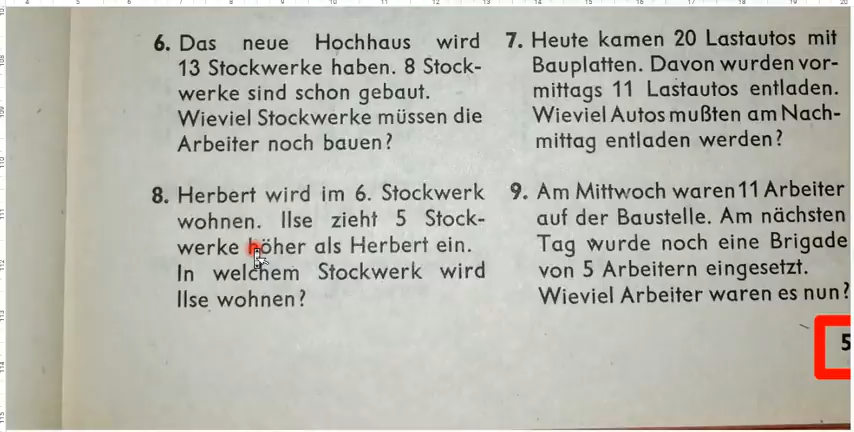 6. Das neue Hochhaus wird
13 Stockwerke haben. 8 Stock-
werke sind schon gebaut.
Wieviel Stockwerke müssen die
Arbeiter noch bauen?
7. Heute kamen 20 Lastautos mit
Bauplatten. Davon wurden vor-
mittags 11 Lastautos entladen.
Wieviel Autos mußten am Nach-
mittag entladen werden?
8. Herbert wird im 6. Stockwerk
wohnen. Ilse zieht 5 Stock-
werke höher als Herbert ein.
In welchem Stockwerk wird
Ilse wohnen?
9. Am Mittwoch waren 11 Arbeiter
auf der Baustelle. Am nächsten
Tag wurde noch eine Brigade
von 5 Arbeitern eingesetzt.
Wieviel Arbeiter waren es nun?
5